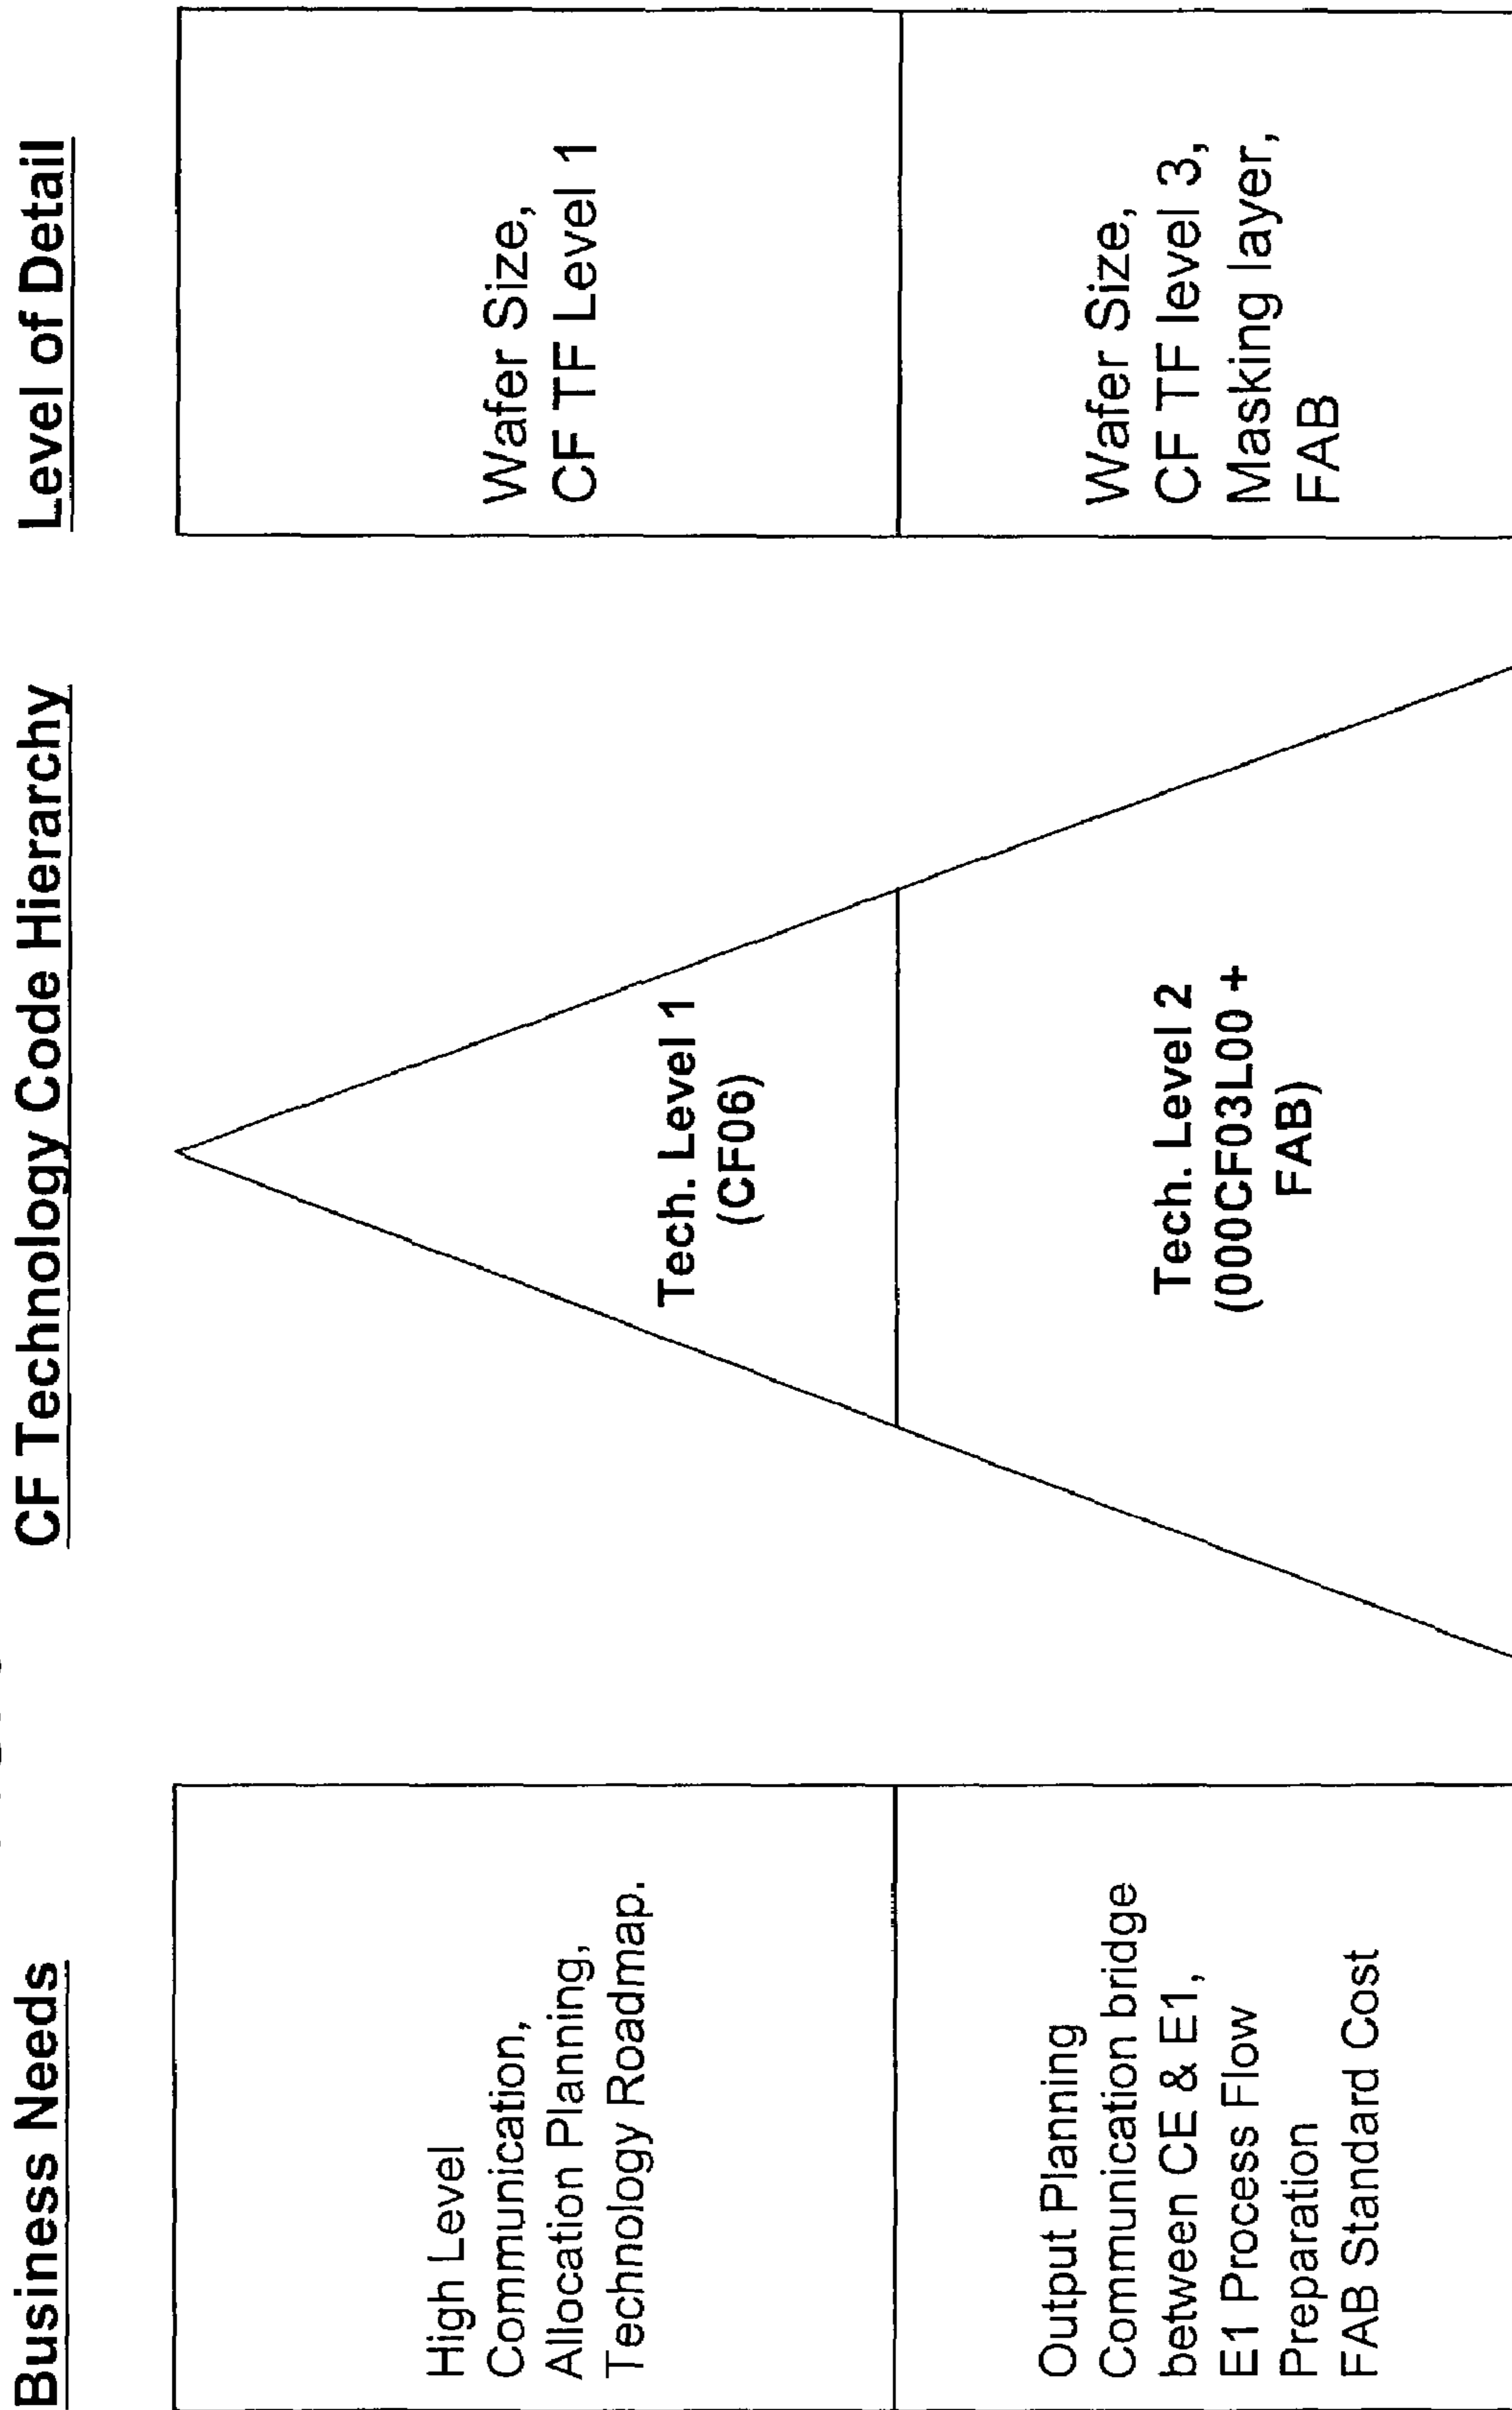 Business Needs
CF Technology Code Hierarchy
Level of Detail
High Level
Communication,
Allocation Planning,
Technology Roadmap.
Tech. Level 1
(CF06)
Wafer Size,
CF TF Level 1
Output Planning
Communication bridge
between CE & E1,
E1 Process Flow
Preparation
FAB Standard Cost
Tech. Level 2
(000CF03L00 +
FAB)
Wafer Size,
CF TF level 3,
Masking layer,
FAB